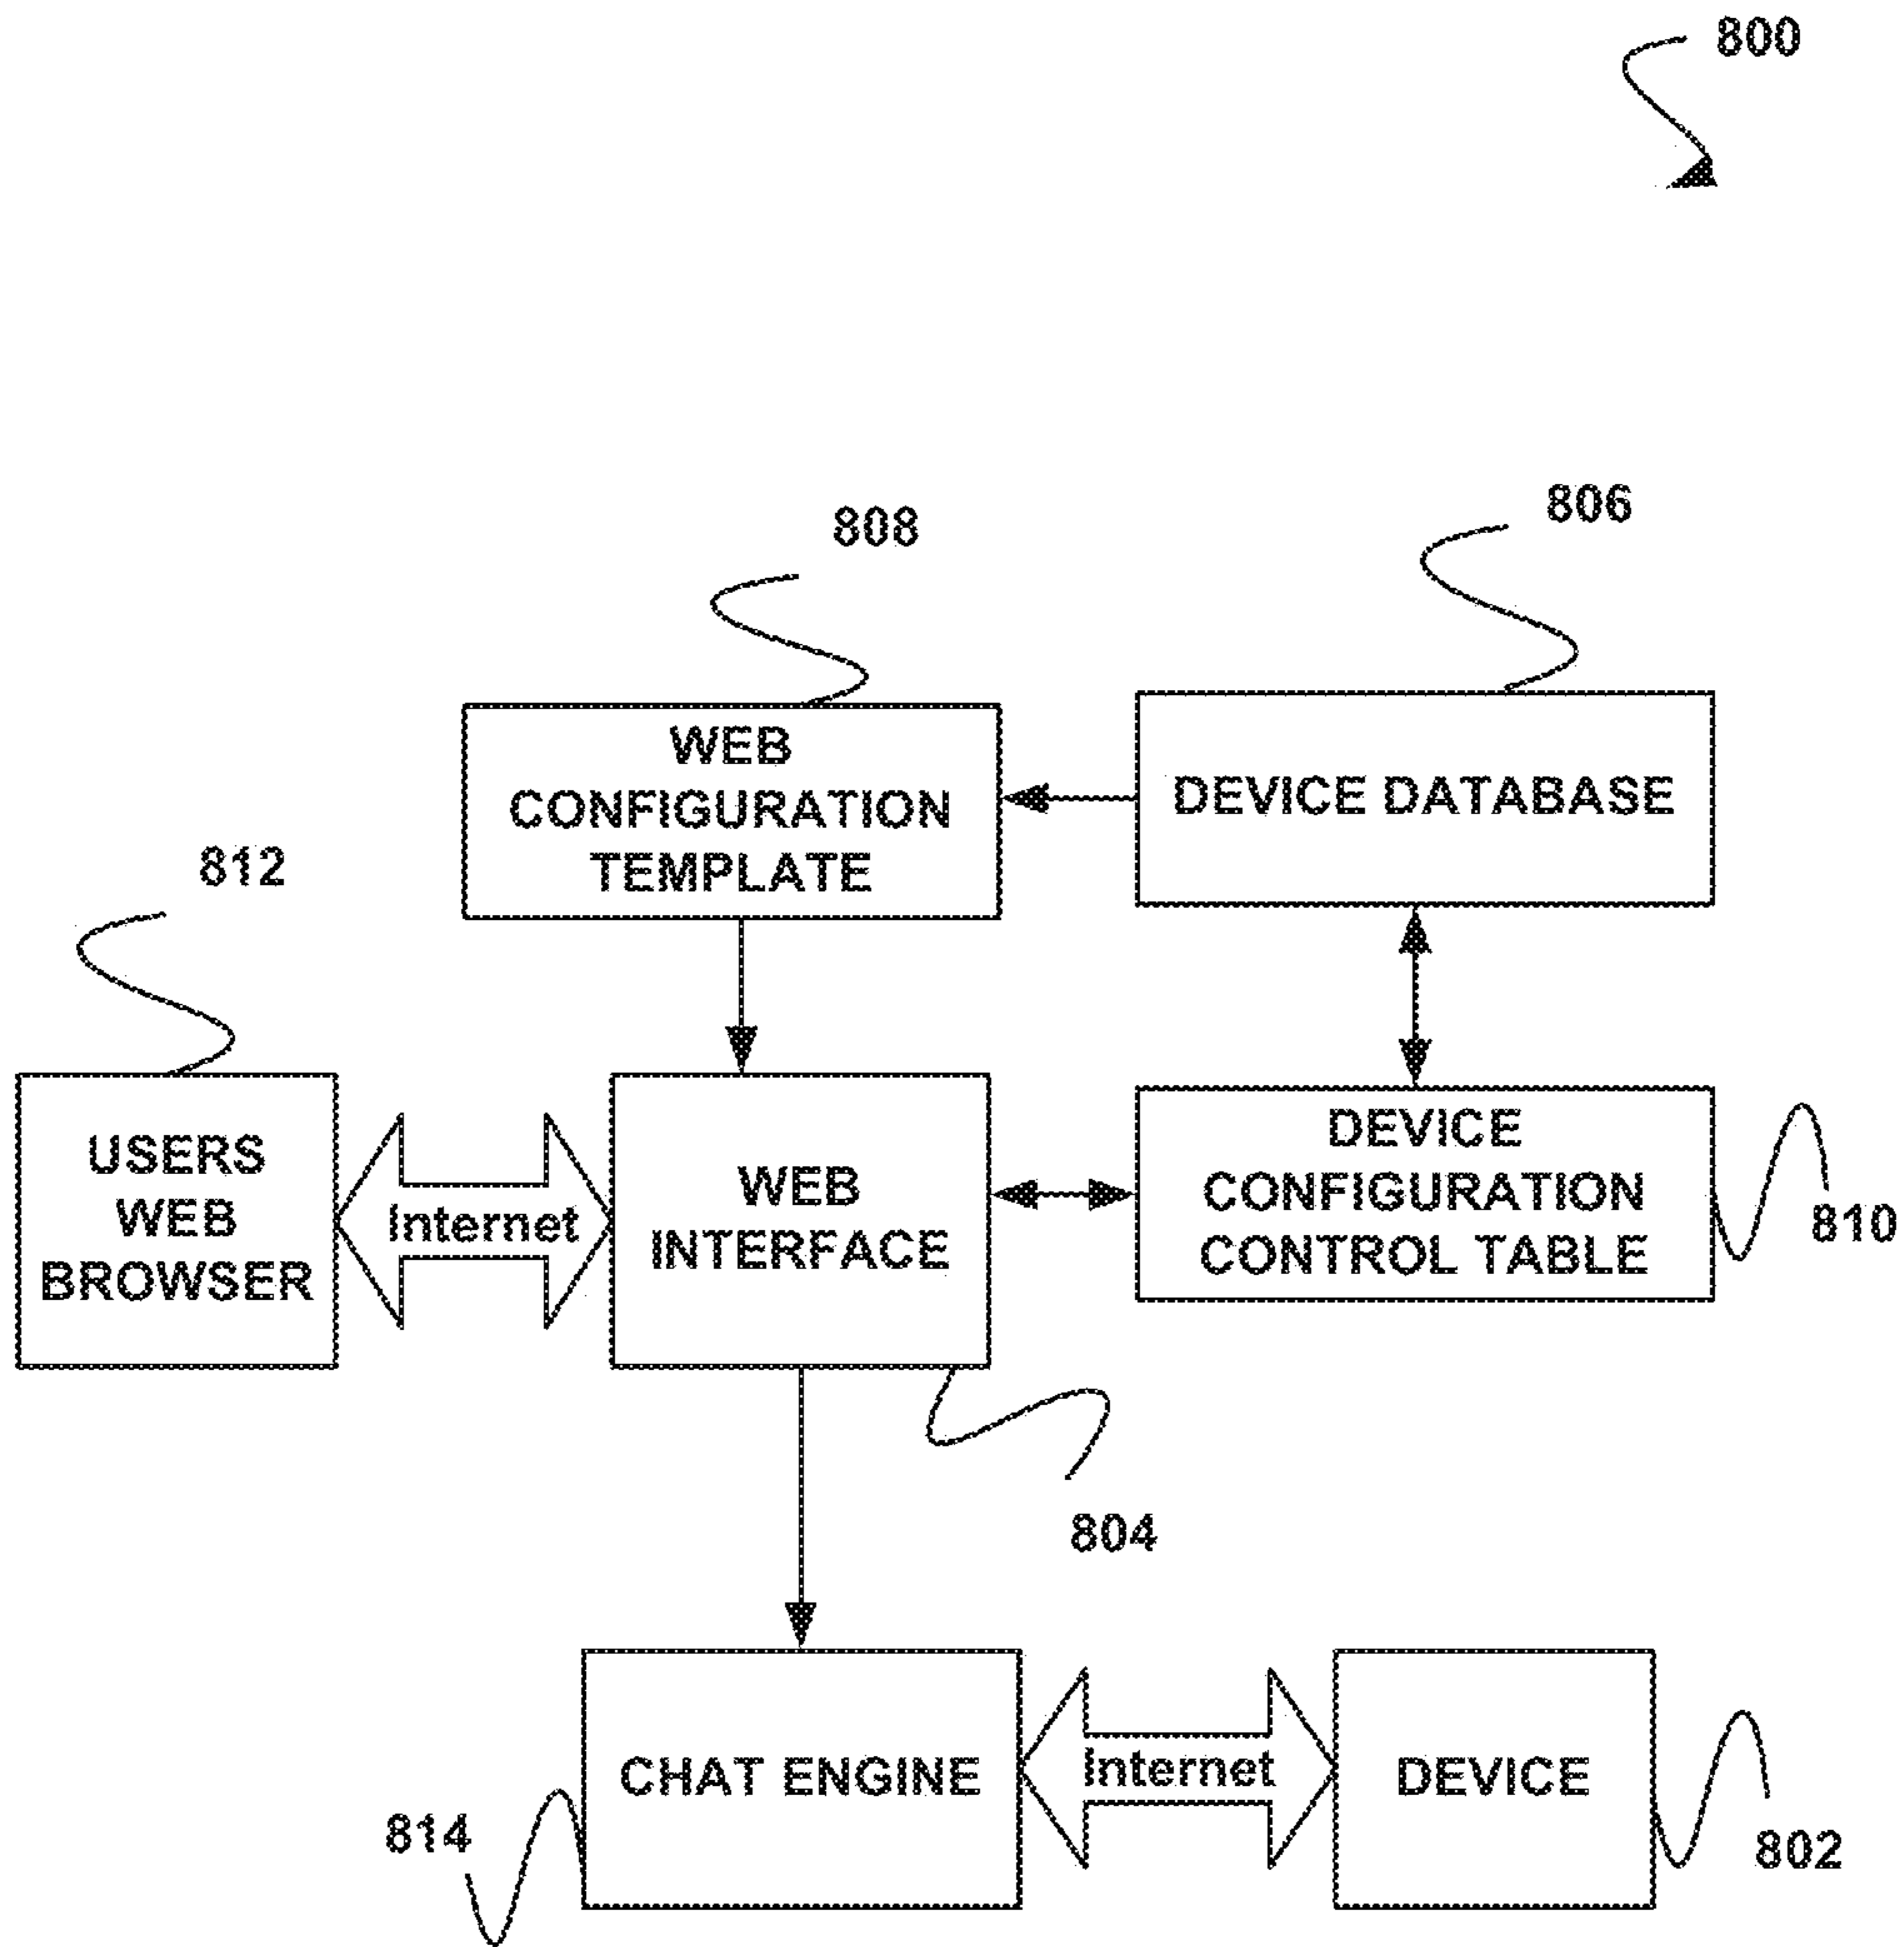 800
808
806
WEB
CONFIGURATION
TEMPLATE
DEVICE DATABASE
812
USERS
WEB
BROWSER
Internet
WEB
INTERFACE
DEVICE
CONFIGURATION
CONTROL TABLE
810
804
CHAT ENGINE
Internet
DEVICE
814
802